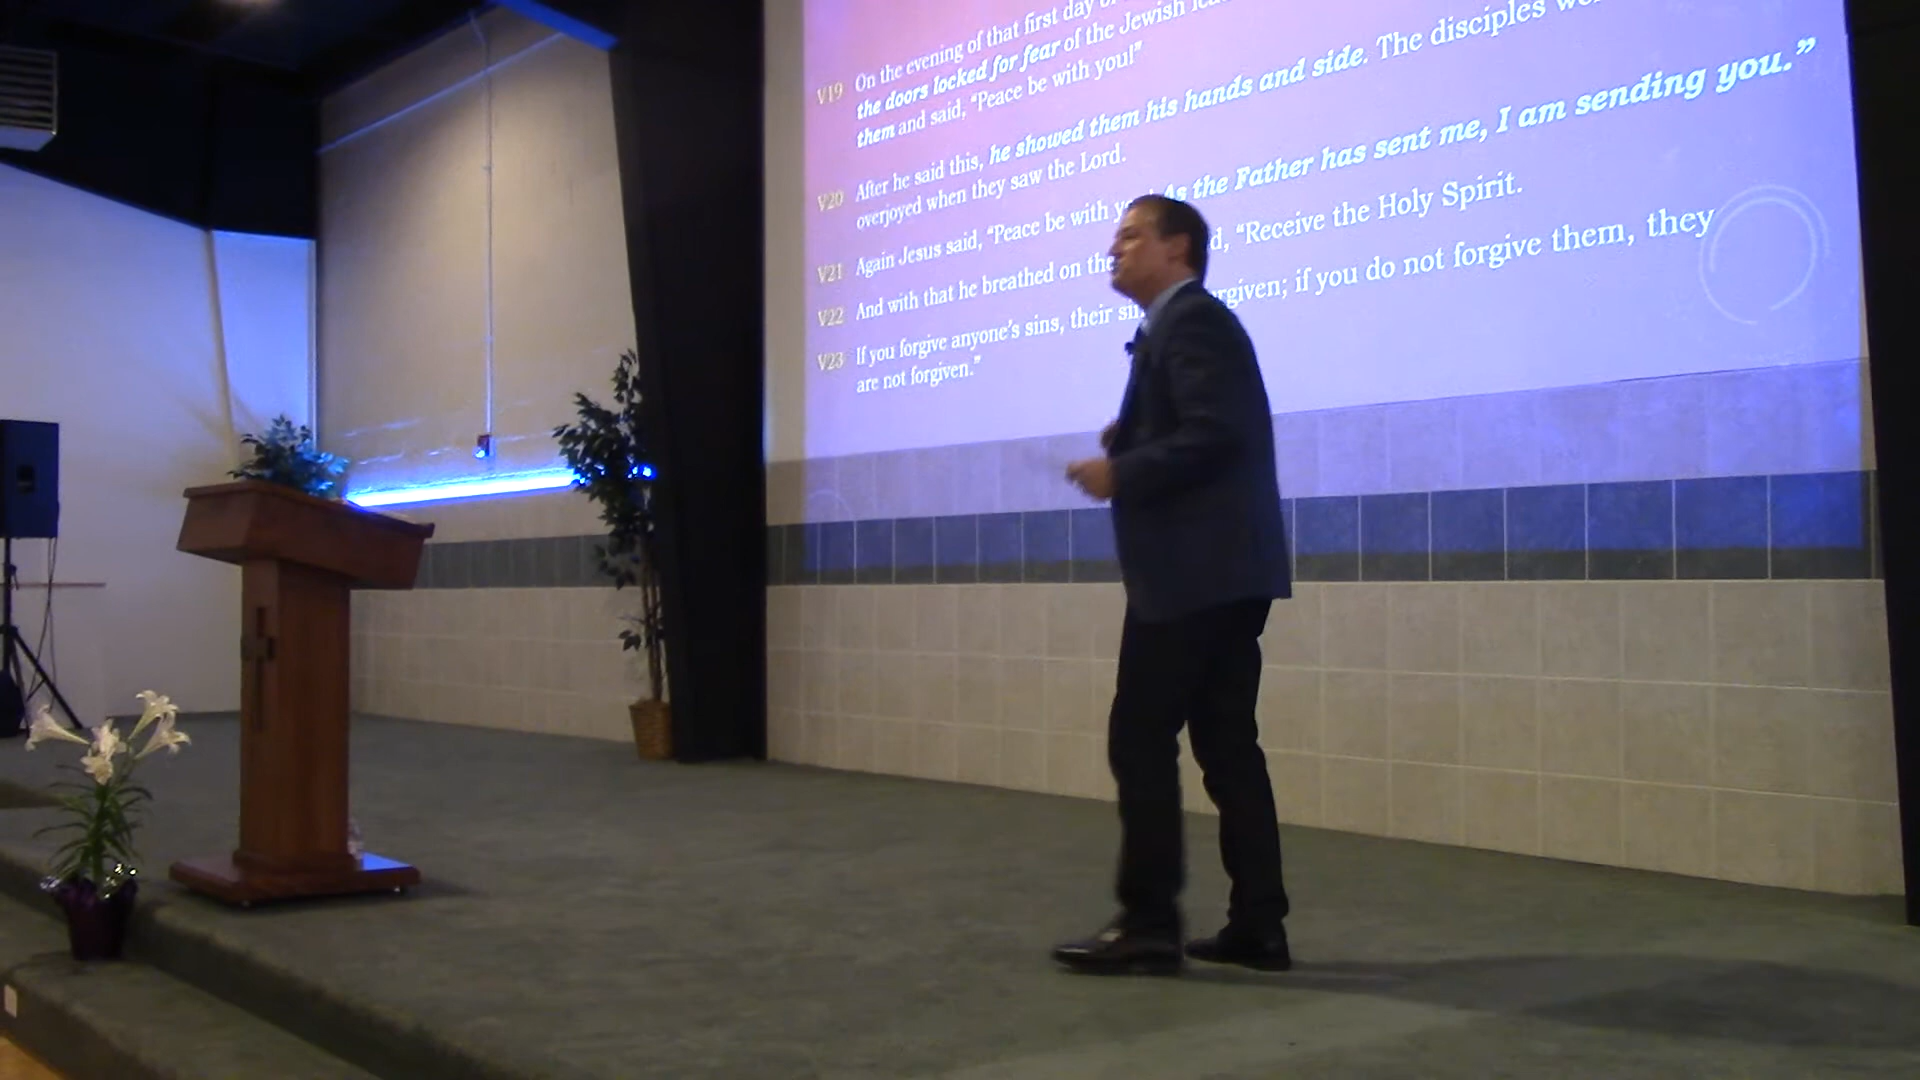 V19 On the evening of that first day
the doors locked for fear of the Jewish
them and said, “Peace be with you!”
V20 After he said this, he showed them his hands and side. The disciples
overjoyed when they saw the Lord.
V21 Again Jesus said, “Peace be with As the Father has sent me, I am sending you.”
V22 And with that he breathed on “Receive the Holy Spirit.
V23 If you forgive anyone’s sins, their if you do not forgive them, they
are not forgiven.”